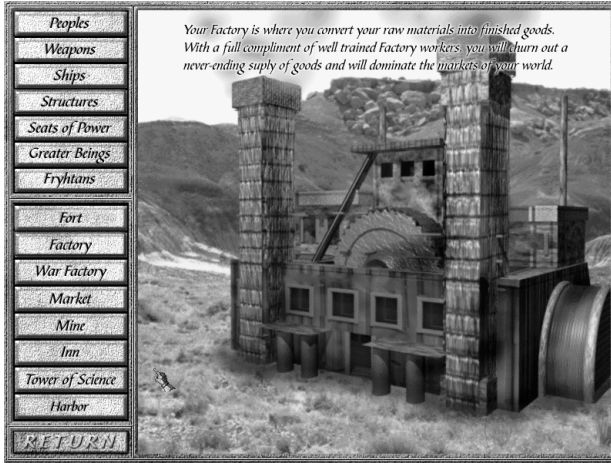 Peoples
Weapons
Ships
Structures
Seats of Power
Greater Beings
Fryhtans
Fort
Factory
War Factory
Market
Mine
Inn
Tower of Science
Harbor
RETURN
Your Factory is where you convert your raw materials into finished goods.
With a full compliment of well trained Factory workers you will churn out a
never-ending suply of goods and will dominate the markets of your world.